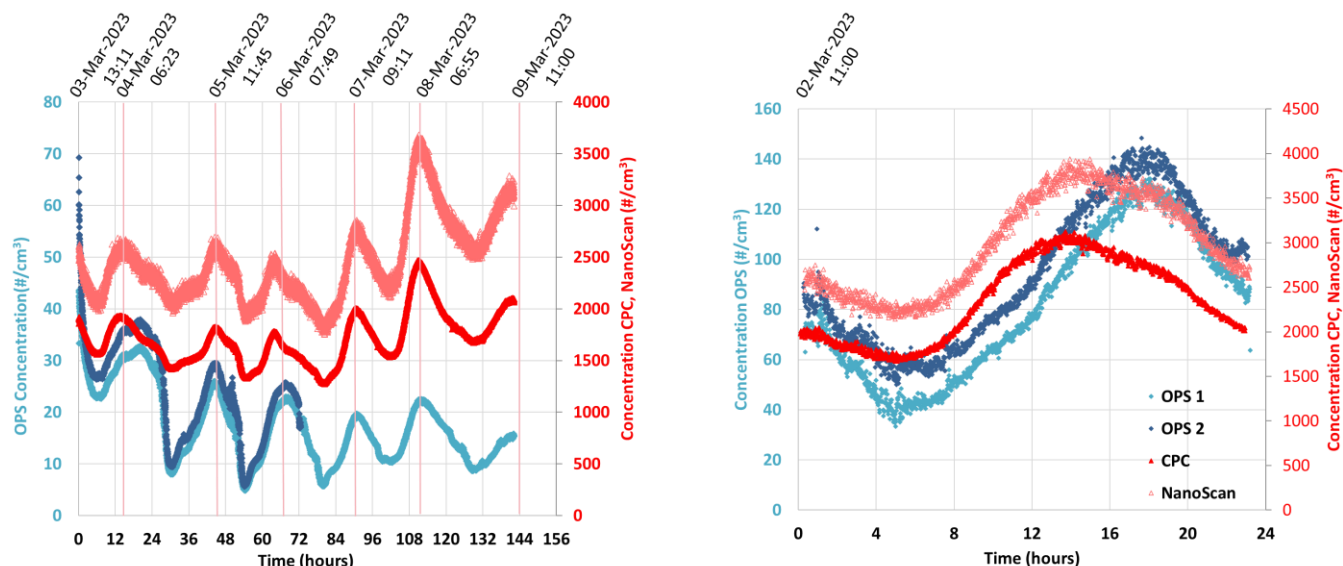 03-Mar-2023
13:11
04-Mar-2023
06:23
05-Mar-2023
11:45
06-Mar-2023
07:49
07-Mar-2023
09:11
08-Mar-2023
06:55
09-Mar-2023
11:00
OPS Concentration(#/cm³)
80
70
60
50
40
30
20
10
0
4000
3500
3000
2500
2000
1500
1000
500
0
Concentration CPC, NanoScan (#/cm³)
0 12 24 36 48 60 72 84 96 108 120 132 144 156
Time (hours)
02-Mar-2023
11:00
Concentration OPS (#/cm³)
160
140
120
100
80
60
40
20
0
4500
4000
3500
3000
2500
2000
1500
1000
500
0
Concentration CPC, NanoScan (#/cm³)
OPS 1
OPS 2
CPC
NanoScan
0 4 8 12 16 20 24
Time (hours)